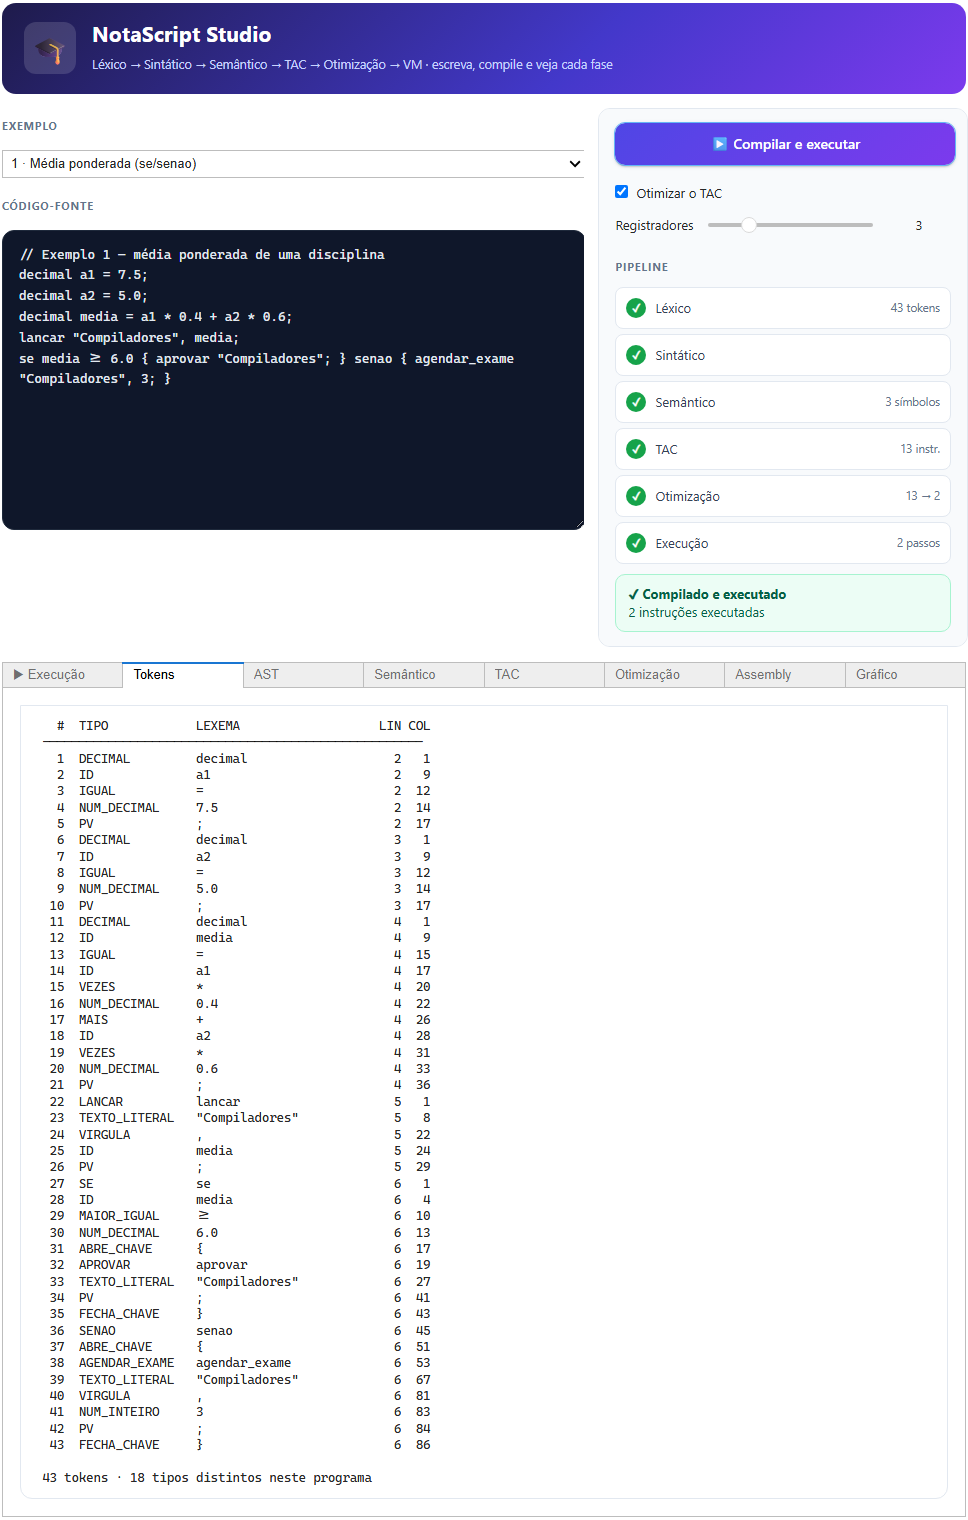 NotaScript Studio
Léxico → Sintático → Semântico → TAC → Otimização → VM · escreva, compile e veja cada fase
EXEMPLO
1 · Média ponderada (se/senao)
CÓDIGO-FONTE
// Exemplo 1 — média ponderada de uma disciplina
decimal a1 = 7.5;
decimal a2 = 5.0;
decimal media = a1 * 0.4 + a2 * 0.6;
lancar "Compiladores", media;
se media ≥ 6.0 { aprovar "Compiladores"; } senao { agendar_exame
"Compiladores", 3; }
Compilar e executar
Otimizar o TAC
Registradores 3
PIPELINE
Léxico 43 tokens
Sintático
Semântico 3 símbolos
TAC 13 instr.
Otimização 13 → 2
Execução 2 passos
✓ Compilado e executado
2 instruções executadas
▶ Execução Tokens AST Semântico TAC Otimização Assembly Gráfico
# TIPO LEXEMA LIN COL
1 DECIMAL decimal 2 1
2 ID a1 2 9
3 IGUAL = 2 12
4 NUM_DECIMAL 7.5 2 14
5 PV ; 2 17
6 DECIMAL decimal 3 1
7 ID a2 3 9
8 IGUAL = 3 12
9 NUM_DECIMAL 5.0 3 14
10 PV ; 3 17
11 DECIMAL decimal 4 1
12 ID media 4 9
13 IGUAL = 4 15
14 ID a1 4 17
15 VEZES * 4 20
16 NUM_DECIMAL 0.4 4 22
17 MAIS + 4 26
18 ID a2 4 28
19 VEZES * 4 31
20 NUM_DECIMAL 0.6 4 33
21 PV ; 4 36
22 LANCAR lancar 5 1
23 TEXTO_LITERAL "Compiladores" 5 8
24 VIRGULA , 5 22
25 ID media 5 24
26 PV ; 5 29
27 SE se 6 1
28 ID media 6 4
29 MAIOR_IGUAL ≥ 6 10
30 NUM_DECIMAL 6.0 6 13
31 ABRE_CHAVE { 6 17
32 APROVAR aprovar 6 19
33 TEXTO_LITERAL "Compiladores" 6 27
34 PV ; 6 41
35 FECHA_CHAVE } 6 43
36 SENAO senao 6 45
37 ABRE_CHAVE { 6 51
38 AGENDAR_EXAME agendar_exame 6 53
39 TEXTO_LITERAL "Compiladores" 6 67
40 VIRGULA , 6 81
41 NUM_INTEIRO 3 6 83
42 PV ; 6 84
43 FECHA_CHAVE } 6 86
43 tokens · 18 tipos distintos neste programa